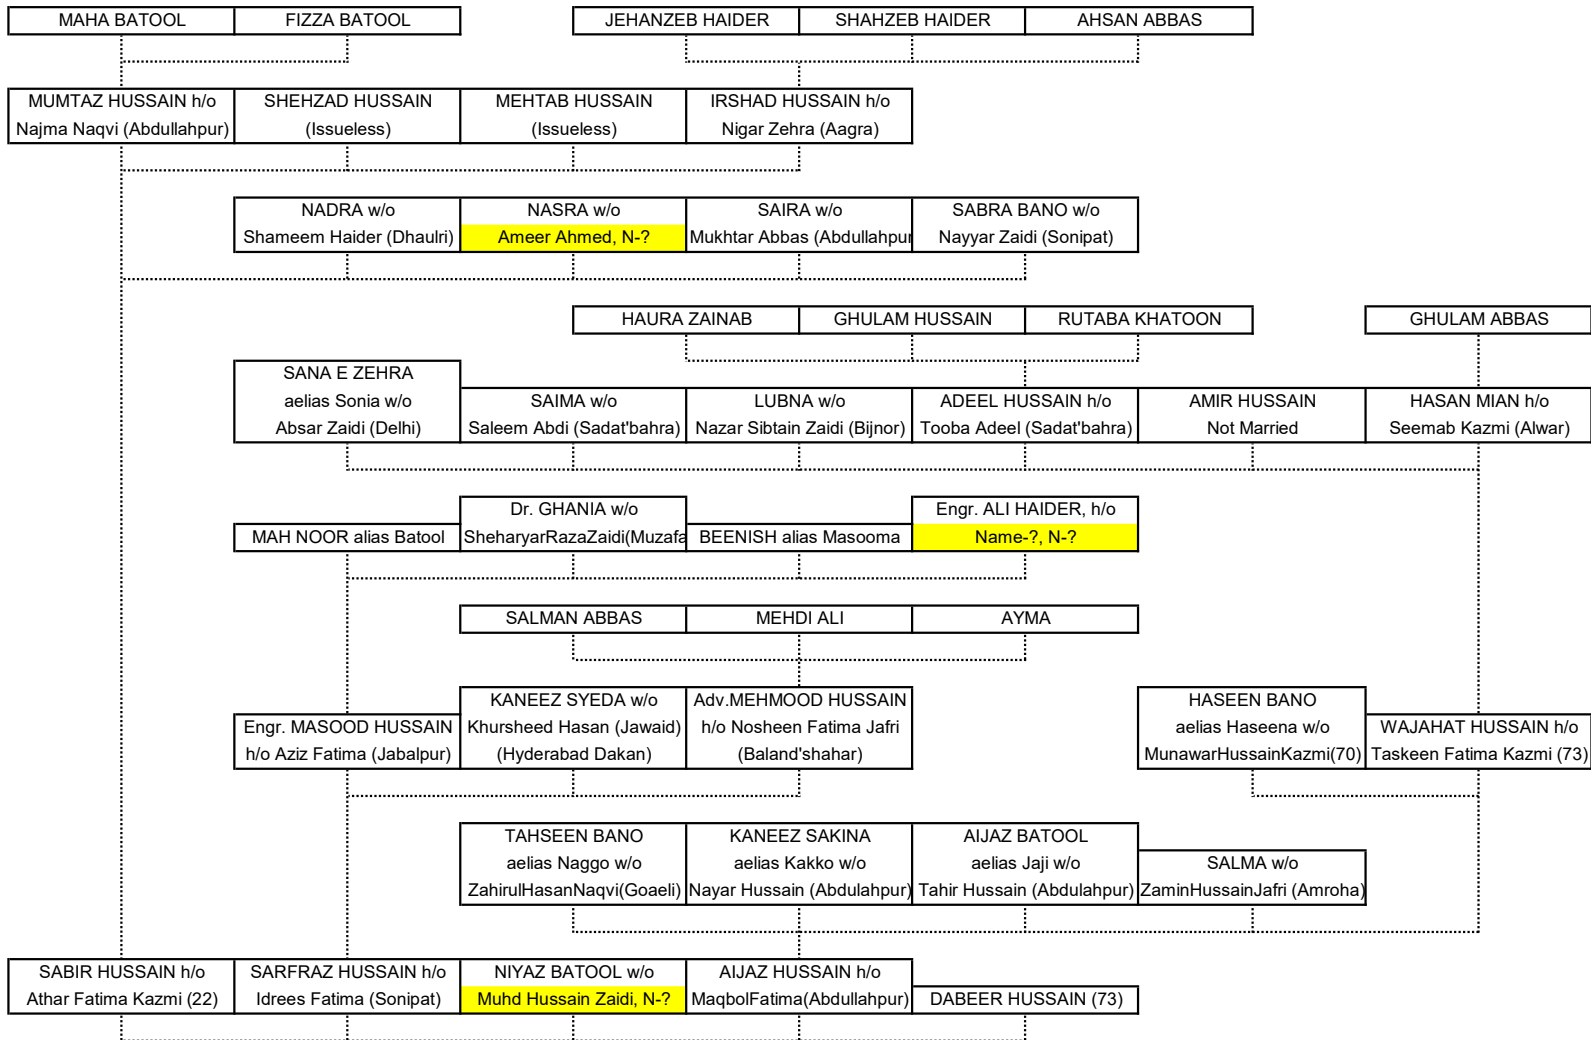 MAHA BATOOL
FIZZA BATOOL
JEHANZEB HAIDER
SHAHZEB HAIDER
AHSAN ABBAS
MUMTAZ HUSSAIN h/o
Najma Naqvi (Abdullahpur)
SHEHZAD HUSSAIN
(Issueless)
MEHTAB HUSSAIN
(Issueless)
IRSHAD HUSSAIN h/o
Nigar Zehra (Aagra)
NADRA w/o
Shameem Haider (Dhaulri)
NASRA w/o
Ameer Ahmed, N-?
SAIRA w/o
Mukhtar Abbas (Abdullahpur
SABRA BANO w/o
Nayyar Zaidi (Sonipat)
HAURA ZAINAB
GHULAM HUSSAIN
RUTABA KHATOON
GHULAM ABBAS
SANA E ZEHRA
aelias Sonia w/o
Absar Zaidi (Delhi)
SAIMA w/o
Saleem Abdi (Sadat'bahra)
LUBNA w/o
Nazar Sibtain Zaidi (Bijnor)
ADEEL HUSSAIN h/o
Tooba Adeel (Sadat'bahra)
AMIR HUSSAIN
Not Married
HASAN MIAN h/o
Seemab Kazmi (Alwar)
MAH NOOR alias Batool
Dr. GHANIA w/o
SheharyarRazaZaidi(Muzafa
BEENISH alias Masooma
Engr. ALI HAIDER, h/o
Name-?, N-?
SALMAN ABBAS
MEHDI ALI
AYMA
Engr. MASOOD HUSSAIN
h/o Aziz Fatima (Jabalpur)
KANEEZ SYEDA w/o
Khursheed Hasan (Jawaid)
(Hyderabad Dakan)
Adv.MEHMOOD HUSSAIN
h/o Nosheen Fatima Jafri
(Baland'shahar)
HASEEN BANO
aelias Haseena w/o
MunawarHussainKazmi(70)
WAJAHAT HUSSAIN h/o
Taskeen Fatima Kazmi (73)
TAHSEEN BANO
aelias Naggo w/o
ZahirulHasanNaqvi(Goaeli)
KANEEZ SAKINA
aelias Kakko w/o
Nayar Hussain (Abdulahpur)
AIJAZ BATOOL
aelias Jaji w/o
Tahir Hussain (Abdulahpur)
SALMA w/o
ZaminHussainJafri (Amroha)
SABIR HUSSAIN h/o
Athar Fatima Kazmi (22)
SARFRAZ HUSSAIN h/o
Idrees Fatima (Sonipat)
NIYAZ BATOOL w/o
Muhd Hussain Zaidi, N-?
AIJAZ HUSSAIN h/o
MaqbolFatima(Abdullahpur)
DABEER HUSSAIN (73)